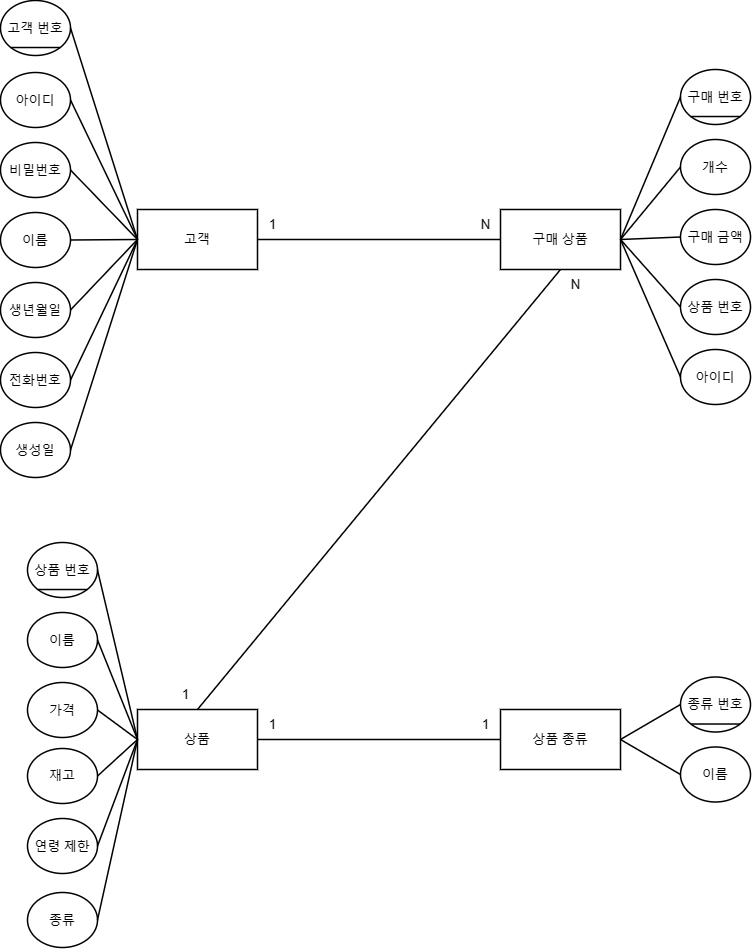 고객 번호
아이디
비밀번호
이름
생년월일
전화번호
생성일
고객
1
N
구매 상품
N
구매 번호
개수
구매 금액
상품 번호
아이디
상품 번호
이름
가격
재고
연령 제한
종류
1
상품
1
1
상품 종류
종류 번호
이름